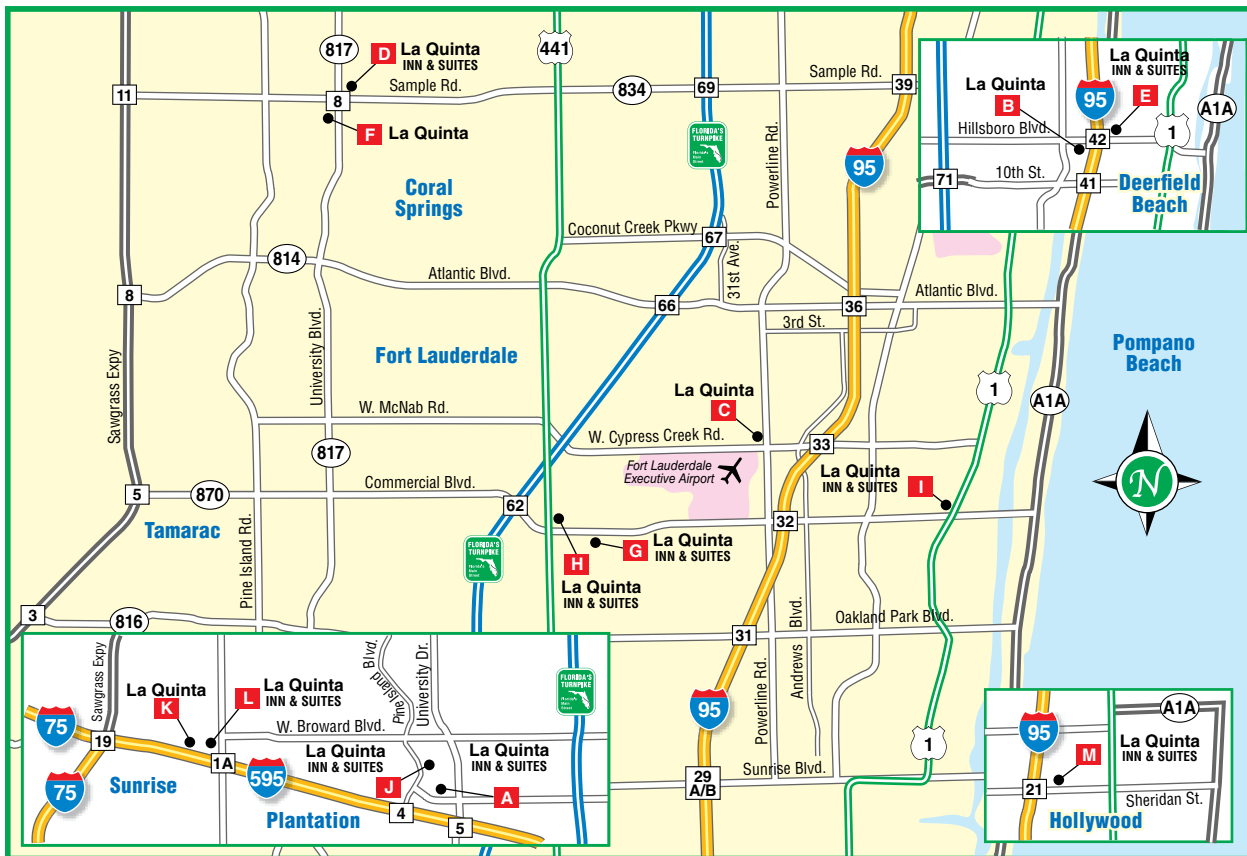 817
D La Quinta
INN & SUITES
441
11
8
Sample Rd.
834
69
Sample Rd.
39
F La Quinta
FLORIDA'S
TURNPIKE
Powerline Rd.
95
Coral
Springs
La Quinta
INN & SUITES
La Quinta
B
95
E
A1A
Hillsboro Blvd.
42
1
71
10th St.
41
Deerfield
Beach
Coconut Creek Pkwy
67
31st Ave.
814
Atlantic Blvd.
8
66
36
Atlantic Blvd.
3rd St.
Sawgrass Expy
University Blvd.
Fort Lauderdale
Pompano
Beach
1
A1A
W. McNab Rd.
La Quinta
C
W. Cypress Creek Rd.
33
817
Fort Lauderdale
Executive Airport
La Quinta
INN & SUITES
I
N
5
870
Commercial Blvd.
62
32
Tamarac
Pine Island Rd.
FLORIDA'S
TURNPIKE
G La Quinta
INN & SUITES
H
La Quinta
INN & SUITES
3
816
31
Oakland Park Blvd.
Andrews Blvd.
Powerline Rd.
95
1
29
A/B
Sunrise Blvd.
Sawgrass Expy
La Quinta
K
L
La Quinta
INN & SUITES
Pine Island Blvd.
University Dr.
FLORIDA'S
TURNPIKE
75
19
W. Broward Blvd.
1A
La Quinta
INN & SUITES
La Quinta
INN & SUITES
Sunrise
75
595
J
A
Plantation
4
5
95
A1A
La Quinta
INN & SUITES
M
21
Sheridan St.
Hollywood